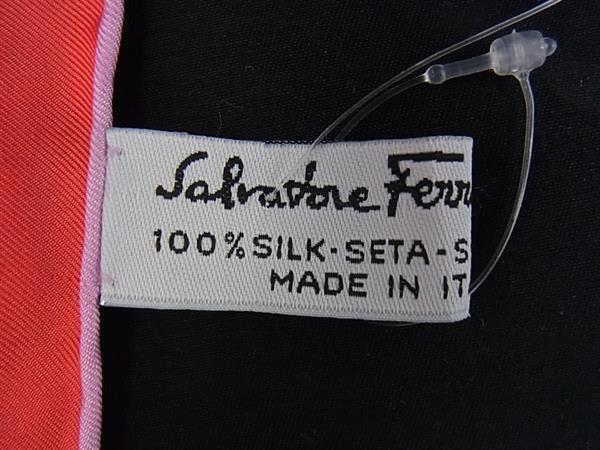 Salvatore Ferr
100% SILK - SETA - S
MADE IN IT